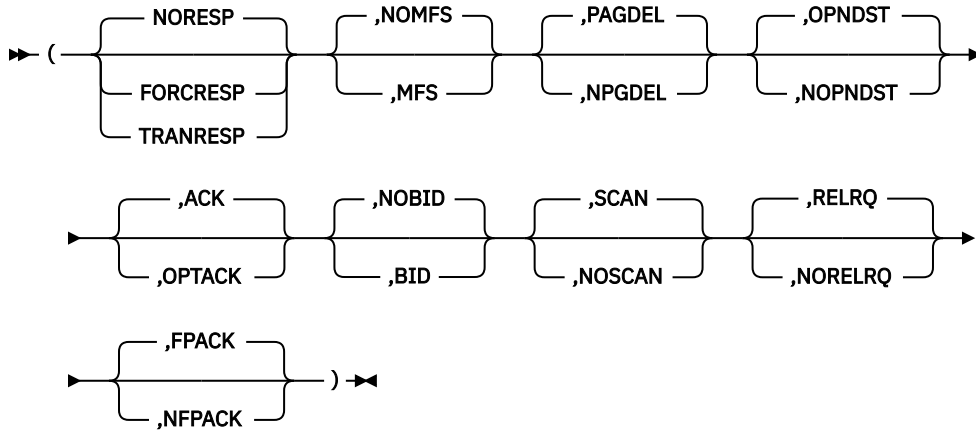 NORESP ,NOMFS ,PAGDEL ,OPNDST
(
FORCRESP ,MFS ,NPGDEL ,NOPNDST
TRANRESP
,ACK ,NOBID ,SCAN ,RELRQ
,OPTACK ,BID ,NOSCAN ,NORELRQ
,FPACK
)
,NFPACK